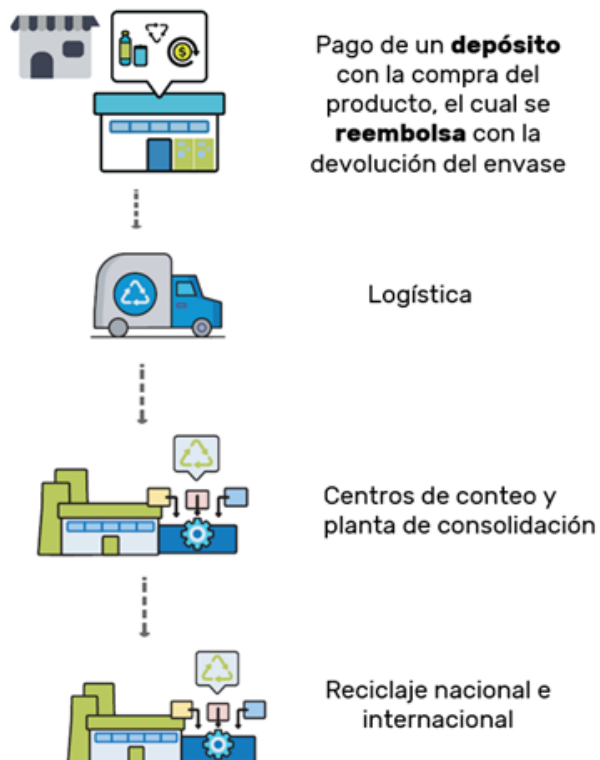 Pago de un depósito
con la compra del
producto, el cual se
reembolsa con la
devolución del envase
Logística
Centros de conteo y
planta de consolidación
Reciclaje nacional e
internacional